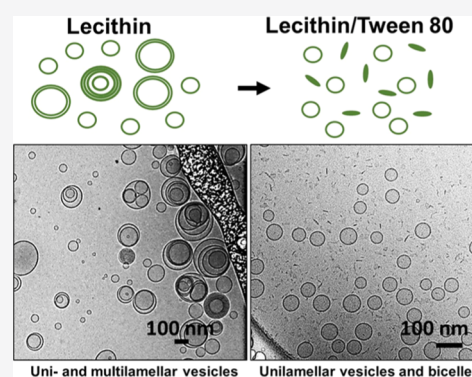 Lecithin
Lecithin/Tween 80
100 nm
100 nm
Uni- and multilamellar vesicles
Unilamellar vesicles and bicelle